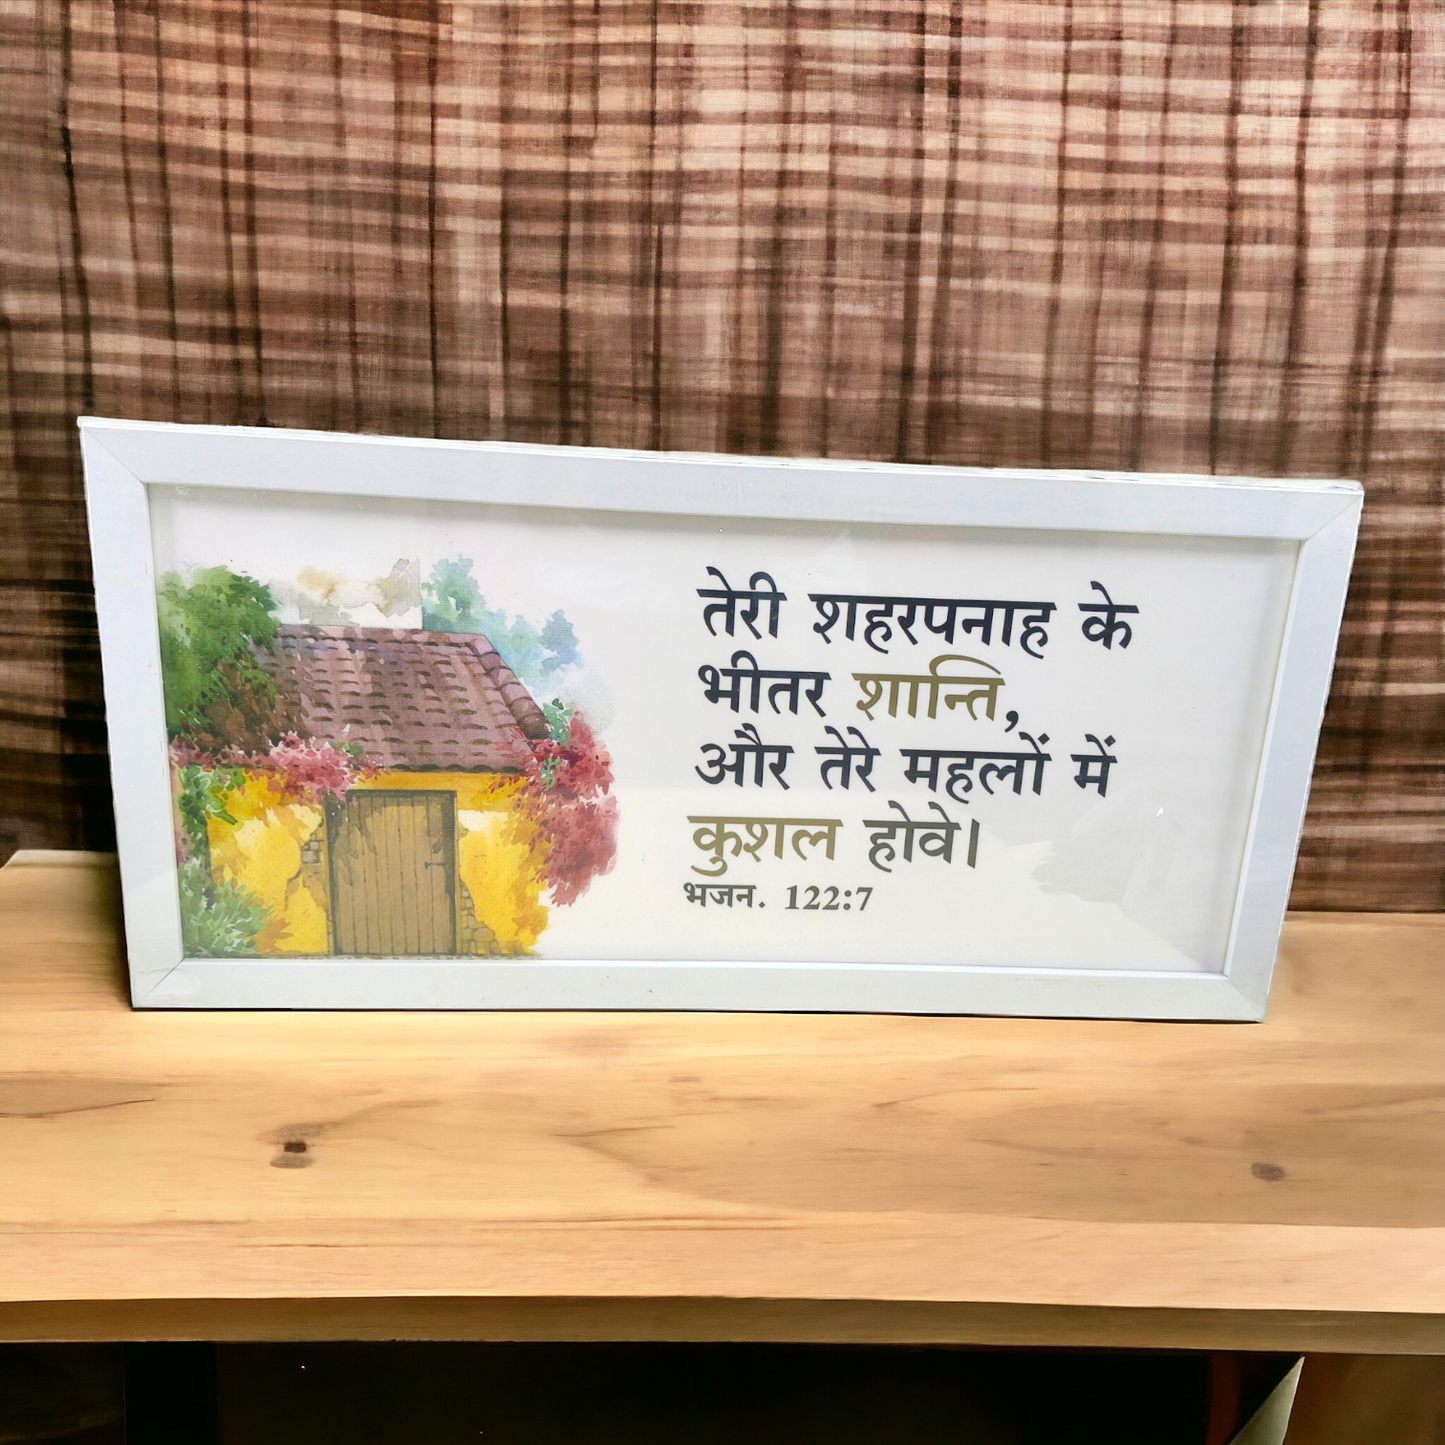 तेरी शहरपनाह के
भीतर शान्ति,
और तेरे महलों में
कुशल होवे।
भजन. 122:7